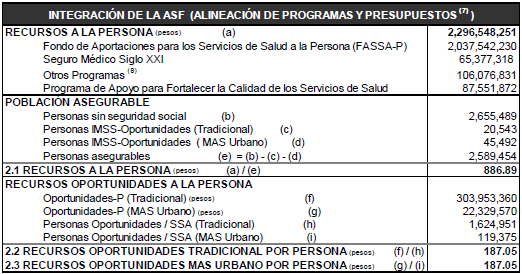 INTEGRACIÓN DE LA ASF (ALINEACIÓN DE PROGRAMAS Y PRESUPUESTOS (7))
RECURSOS A LA PERSONA (pesos) (a) 2,296,548,251
Fondo de Aportaciones para los Servicios de Salud a la Persona (FASSA-P) 2,037,542,230
Seguro Médico Siglo XXI 65,377,318
Otros Programas (8) 106,076,831
Programa de Apoyo para Fortalecer la Calidad de los Servicios de Salud 87,551,872
POBLACIÓN ASEGURABLE
Personas sin seguridad social (b) 2,655,489
Personas IMSS-Oportunidades (Tradicional) (c) 20,543
Personas IMSS-Oportunidades ( MAS Urbano) (d) 45,492
Personas asegurables (e) = (b) - (c) - (d) 2,589,454
2.1 RECURSOS A LA PERSONA (pesos) (a) / (e) 886.89
RECURSOS OPORTUNIDADES A LA PERSONA
Oportunidades-P (Tradicional) (pesos) (f) 303,953,360
Oportunidades-P (MAS Urbano) (pesos) (g) 22,329,570
Personas Oportunidades / SSA (Tradicional) (h) 1,624,951
Personas Oportunidades / SSA (MAS Urbano) (i) 119,375
2.2 RECURSOS OPORTUNIDADES TRADICIONAL POR PERSONA (pesos) (f) / (h) 187.05
2.3 RECURSOS OPORTUNIDADES MAS URBANO POR PERSONA (pesos) (g) / (i) 187.05